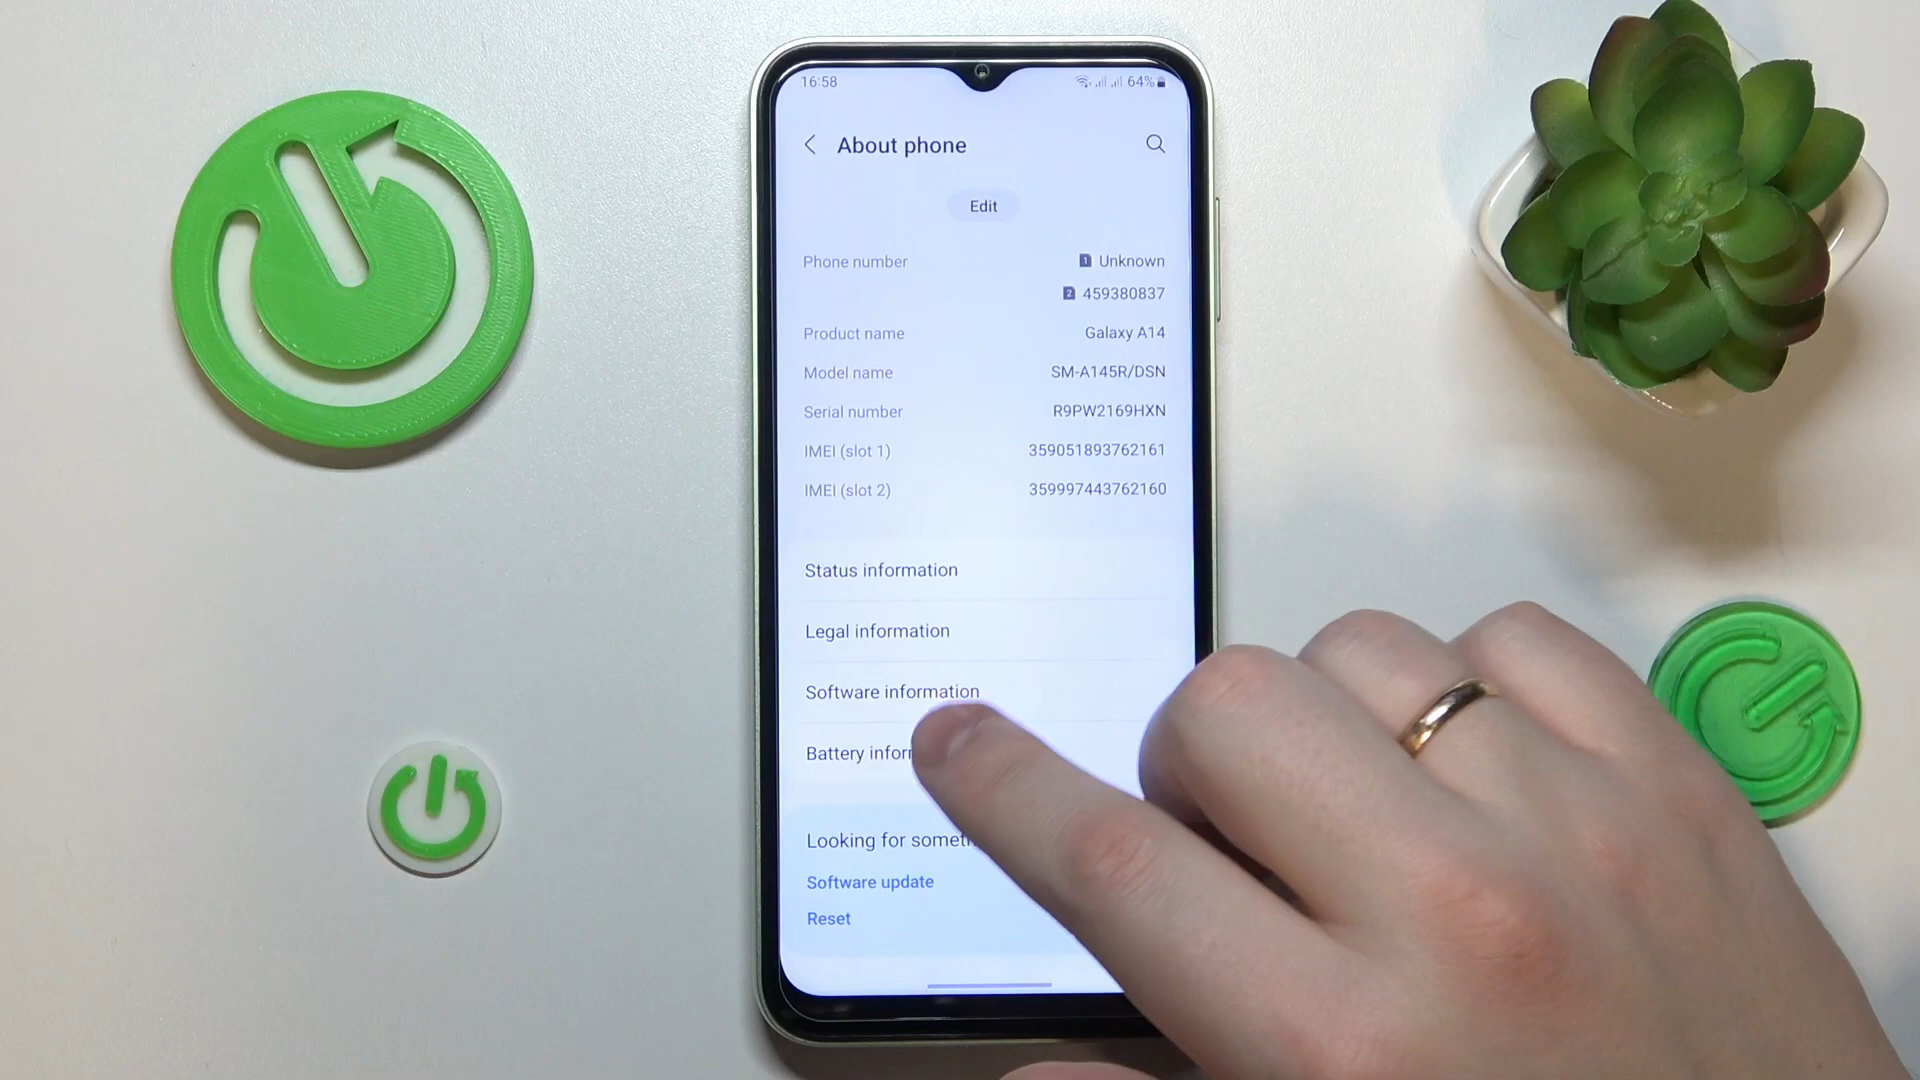 16:58
64%
About phone
Edit
Phone number
Unknown
459380837
Product name
Galaxy A14
Model name
SM-A145R/DSN
Serial number
R9PW2169HXN
IMEI (slot 1)
359051893762161
IMEI (slot 2)
359997443762160
Status information
Legal information
Software information
Battery
Looking for
Software update
Reset